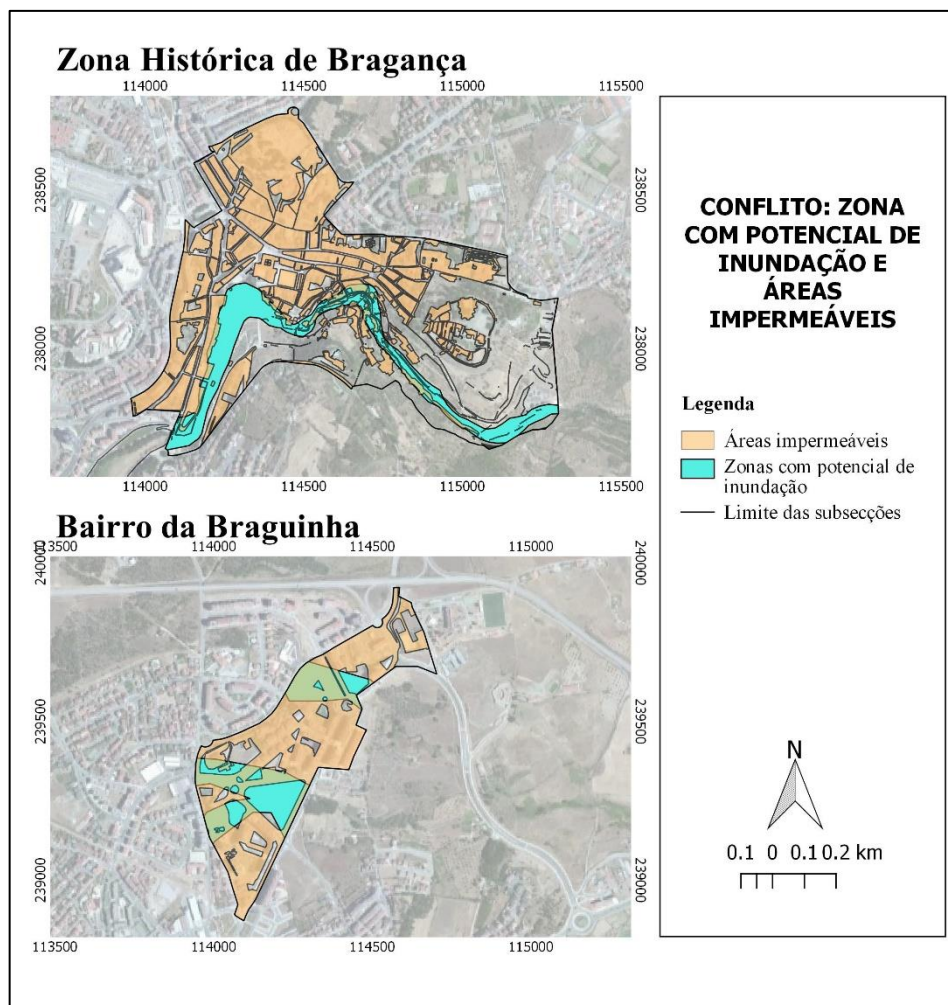 Zona Histórica de Bragança
114000 114500 115000 115500
238500 238500
238000 238000
114000 114500 115000 115500
Bairro da Braguinha
113500 114000 114500 115000
240000 240000
239500 239500
239000 239000
113500 114000 114500 115000
CONFLITO: ZONA
COM POTENCIAL DE
INUNDAÇÃO E
ÁREAS
IMPERMEÁVEIS
Legenda
Áreas impermeáveis
Zonas com potencial de
inundação
Limite das subsecções
N
0.1 0 0.1 0.2 km